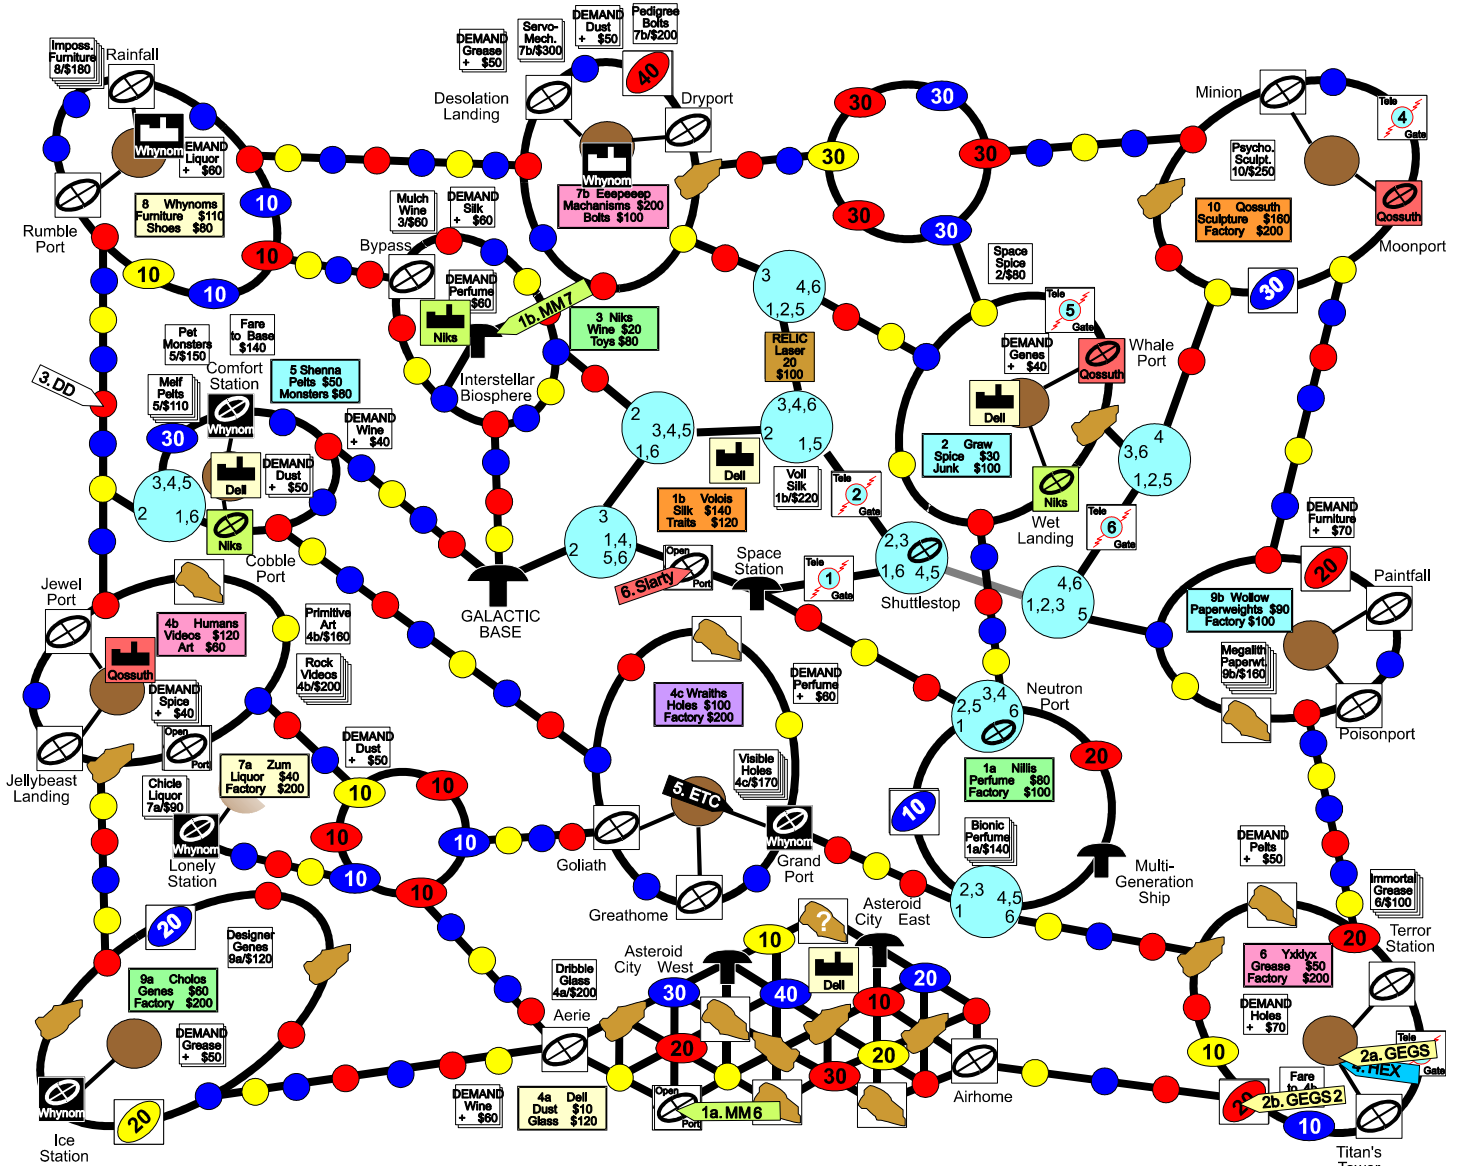 Imposs.
Furniture
8/$180
Rainfall
Whynom
DEMAND
Liquor
+ $60
Rumble
Port
8 Whynoms
Furniture $110
Shoes $80
10
10
10
10
DEMAND
Grease
+ $50
Servo-
Mech.
7b/$300
DEMAND
Dust
+ $50
Pedigree
Bolts
7b/$200
40
Desolation
Landing
Dryport
Whynom
7b Eeepeeep
Machanisms $200
Bolts $100
30
30
30
30
30
30
Minion
Tele
4
Gate
Psycho.
Sculpt.
10/$250
Qossuth
Moonport
10 Qossuth
Sculpture $160
Factory $200
30
Mulch
Wine
3/$60
DEMAND
Silk
+ $60
Bypass
DEMAND
Perfume
$60
Niks
1b. MM 7
3 Niks
Wine $20
Toys $80
Interstellar
Biosphere
3
4,6
1,2,5
RELIC
Laser
20
$100
Space
Spice
2/$80
Tele
5
Gate
DEMAND
Genes
+ $40
Whale
Port
Qossuth
Dell
2 Graw
Spice $30
Junk $100
Niks
Wet
Landing
4
3,6
1,2,5
Pet
Monsters
5/$150
Fare
to Base
$140
Comfort
Station
Melf
Pelts
5/$110
Whynom
5 Shenna
Pelts $50
Monsters $80
DEMAND
Wine
+ $40
3. DD
30
3,4,5
2
1,6
Dell
DEMAND
Dust
+ $50
Niks
Cobble
Port
2
3,4,5
1,6
3,4,6
2
1,5
Dell
1b Volois
Silk $140
Traits $120
Voll
Silk
1b/$220
Tele
2
Gate
Tele
6
Gate
DEMAND
Furniture
+ $70
3
2
1,4,
5,6
Open
Port
6. Slarty
Space
Station
Tele
1
Gate
2,3
1,6
4,5
Shuttlestop
4,6
1,2,3
5
GALACTIC
BASE
20
Paintfall
9b Wollow
Paperweights $90
Factory $100
Megalith
Paperwt.
9b/$160
Poisonport
Jewel
Port
4b Humans
Videos $120
Art $60
Primitive
Art
4b/$160
Rock
Videos
4b/$200
Qossuth
DEMAND
Spice
+ $40
Open
Port
Jellybeast
Landing
4c Wraiths
Holes $100
Factory $200
DEMAND
Perfume
+ $60
Visible
Holes
4c/$170
5. ETC
Goliath
Whynom
Grand
Port
Greathome
3,4
2,5
6
1
Neutron
Port
20
1a Nillis
Perfume $80
Factory $100
10
Bionic
Perfume
1a/$140
2,3
4,5
1
6
Multi-
Generation
Ship
Chicle
Liquor
7a/$90
7a Zum
Liquor $40
Factory $200
DEMAND
Dust
+ $50
Whynom
Lonely
Station
10
10
10
10
10
10
DEMAND
Pelts
+ $50
Immortal
Grease
6/$100
20
Terror
Station
6 Yxklyx
Grease $50
Factory $200
DEMAND
Holes
+ $70
10
Tele
Gate
2a. GEGS
4. HEX
Fare
to 4b
20
2b. GEGS 2
10
Titan's
Tower
20
Designer
Genes
9a/$120
9a Cholos
Genes $60
Factory $200
DEMAND
Grease
+ $50
Whynom
Ice
Station
20
Dribble
Glass
4a/$200
Aerie
Asteroid
City West
Asteroid
City East
?
10
Dell
30
40
20
10
20
20
30
Open
Port
1a. MM 6
Airhome
DEMAND
Wine
+ $60
4a Dell
Dust $10
Glass $120